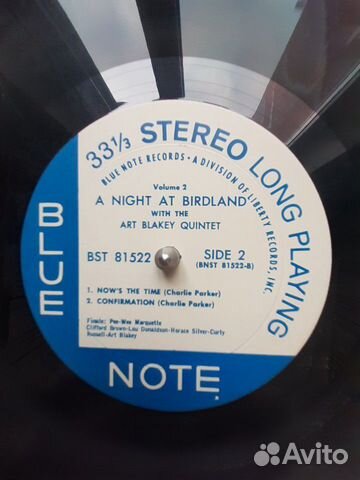 33⅓ STEREO LONG PLAYING
BLUE NOTE RECORDS • A DIVISION OF LIBERTY RECORDS, INC.
Volume 2
A NIGHT AT BIRDLAND
WITH THE
ART BLAKEY QUINTET
BST 81522 SIDE 2
(BNST 81522-B)
1. NOW'S THE TIME (Charlie Parker)
2. CONFIRMATION (Charlie Parker)
Finale: Pee-Wee Marquette
Clifford Brown-Lou Donaldson-Horace Silver-Curly
Russell-Art Blakey
BLUE
NOTE
Avito